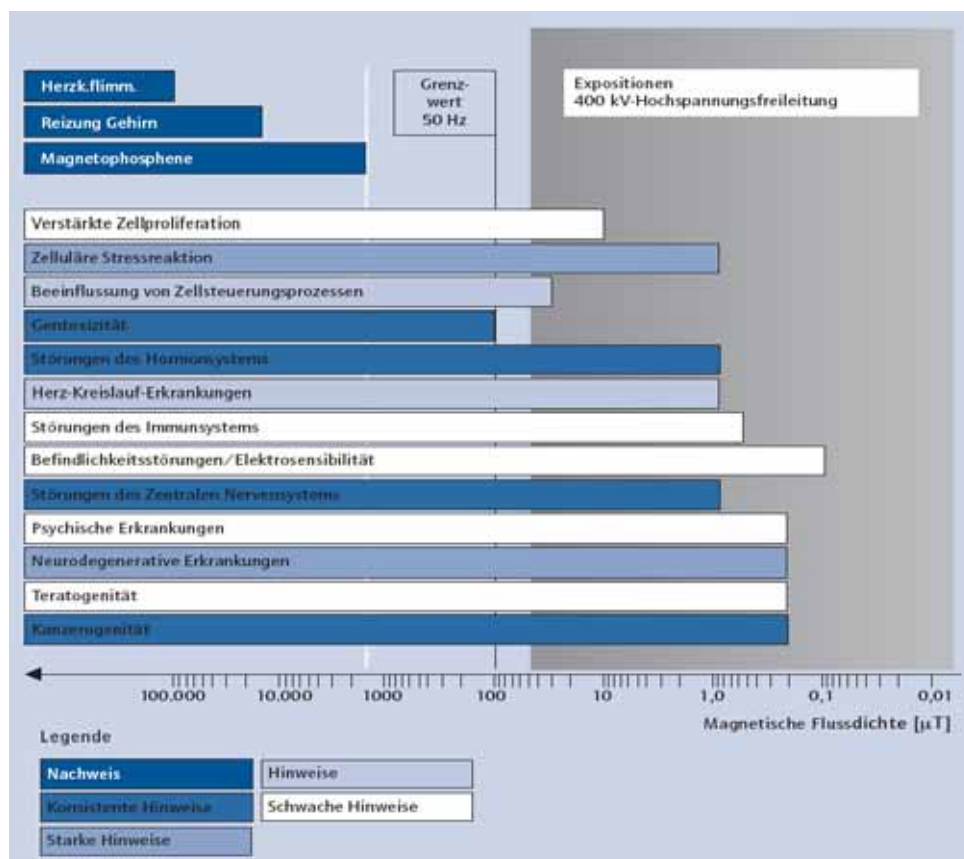 Herzk.flimm.
Reizung Gehirn
Magnetophosphene
Grenz-
wert
50 Hz
Expositionen
400 kV-Hochspannungsfreileitung
Verstärkte Zellproliferation
Zelluläre Stressreaktion
Beeinflussung von Zellsteuerungsprozessen
Gentoxizität
Störungen des Hormonsystems
Herz-Kreislauf-Erkrankungen
Störungen des Immunsystems
Befindlichkeitsstörungen/Elektrosensibilität
Störungen des Zentralen Nervensystems
Psychische Erkrankungen
Neurodegenerative Erkrankungen
Teratogenität
Kanzerogenität
100.000 10.000 1000 100 10 1,0 0,1 0,01
Magnetische Flussdichte [µT]
Legende
Nachweis
Hinweise
Konsistente Hinweise
Schwache Hinweise
Starke Hinweise